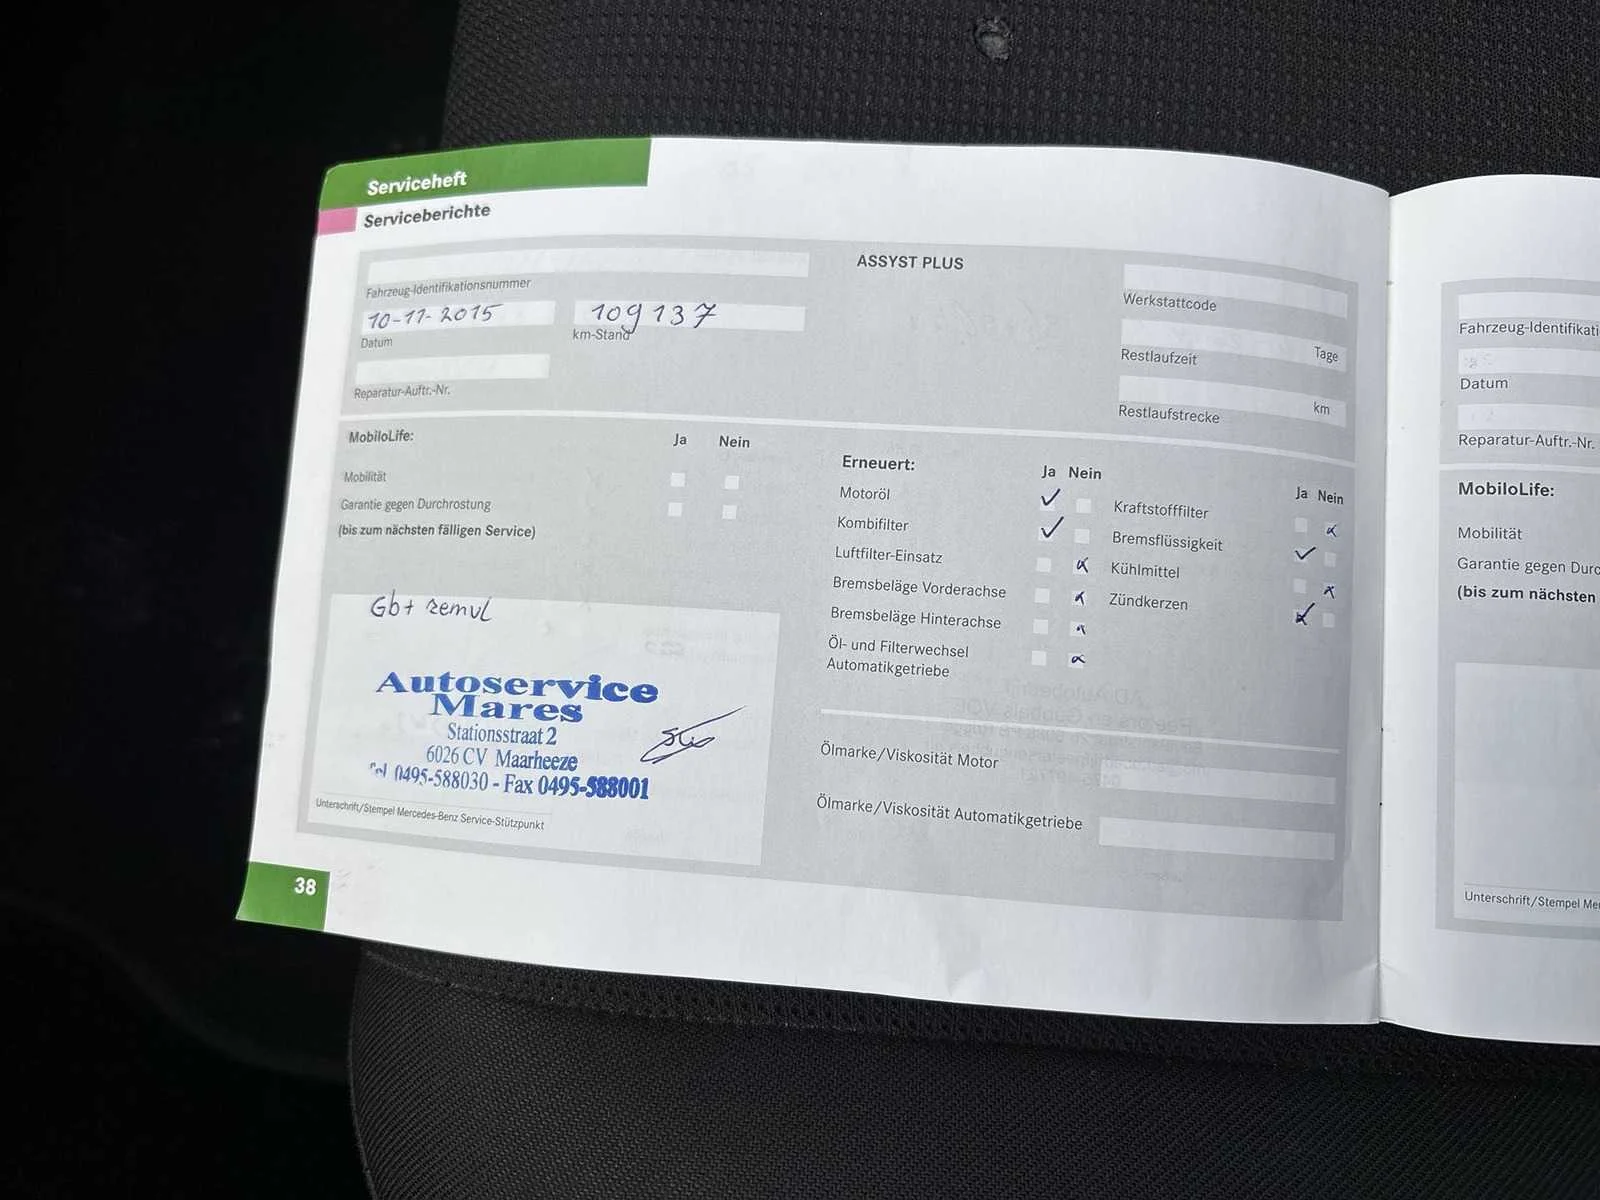 Serviceheft
Serviceberichte
ASSYST PLUS
Fahrzeug-Identifikationsnummer
10-11-2015
Datum
109137
km-Stand
Reparatur-Auftr.-Nr.
Werkstattcode
Restlaufzeit
Tage
Restlaufstrecke
km
MobiloLife:
Ja Nein
Mobilität
Garantie gegen Durchrostung
(bis zum nächsten fälligen Service)
Gbt remvl
Autoservice
Mares
Stationsstraat 2
6026 CV Maarheeze
Tel 0495-588030 - Fax 0495-588001
Unterschrift/Stempel Mercedes-Benz Service-Stützpunkt
38
Erneuert:
Ja Nein
Motoröl
Kombifilter
Luftfilter-Einsatz
Bremsbeläge Vorderachse
Bremsbeläge Hinterachse
Öl- und Filterwechsel
Automatikgetriebe
Ja Nein
Kraftstofffilter
Bremsflüssigkeit
Kühlmittel
Zündkerzen
Ölmarke/Viskosität Motor
Ölmarke/Viskosität Automatikgetriebe
Fahrzeug-Identifikati
Datum
Reparatur-Auftr.-Nr.
MobiloLife:
Mobilität
Garantie gegen Durc
(bis zum nächsten
Unterschrift/Stempel Me